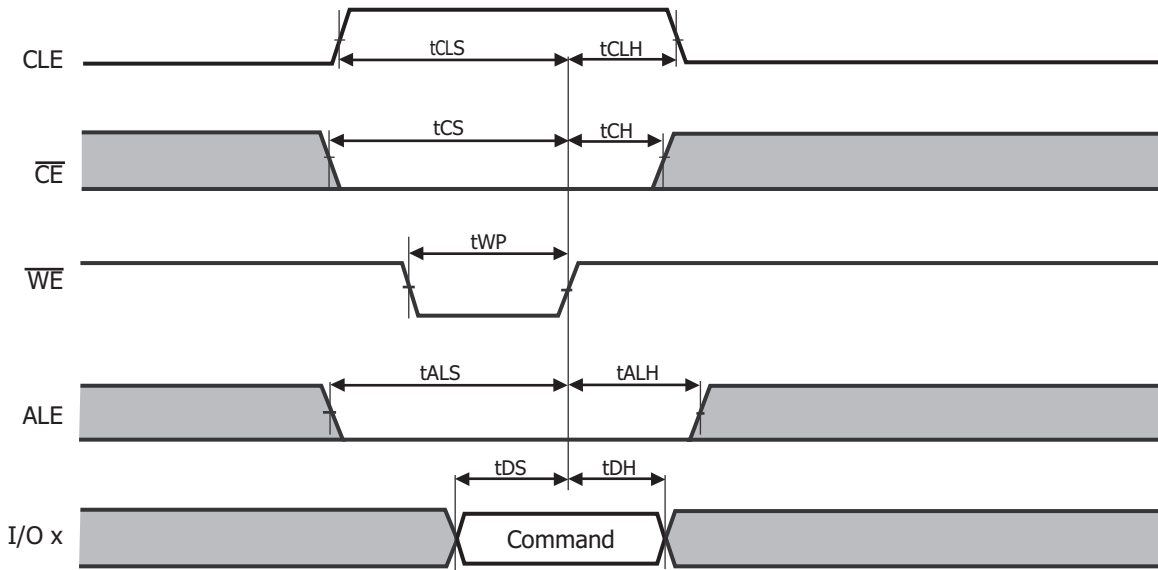 CLE
tCLS
tCLH
CE
tCS
tCH
WE
tWP
ALE
tALS
tALH
I/O x
tDS
tDH
Command